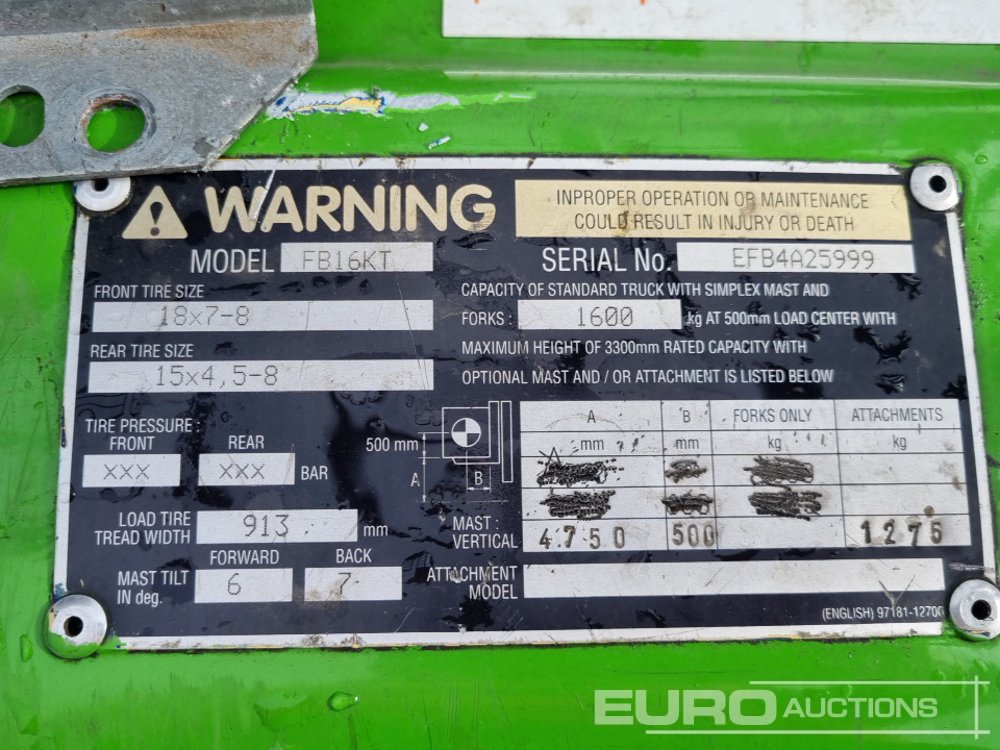 WARNING
INPROPER OPERATION OR MAINTENANCE
COULD RESULT IN INJURY OR DEATH
MODEL FB16KT
SERIAL No. EFB4A25999
FRONT TIRE SIZE
18x7-8
REAR TIRE SIZE
15x4,5-8
CAPACITY OF STANDARD TRUCK WITH SIMPLEX MAST AND
FORKS : 1600 kg AT 500mm LOAD CENTER WITH
MAXIMUM HEIGHT OF 3300mm RATED CAPACITY WITH
OPTIONAL MAST AND / OR ATTACHMENT IS LISTED BELOW
TIRE PRESSURE :
FRONT REAR
XXX XXX BAR
LOAD TIRE
TREAD WIDTH 913 mm
FORWARD BACK
MAST TILT
IN deg. 6 7
500 mm
A
B
A B FORKS ONLY ATTACHMENTS
mm mm kg kg
MAST :
VERTICAL 4750 500 1275
ATTACHMENT
MODEL
(ENGLISH) 97181-12700
EURO AUCTIONS